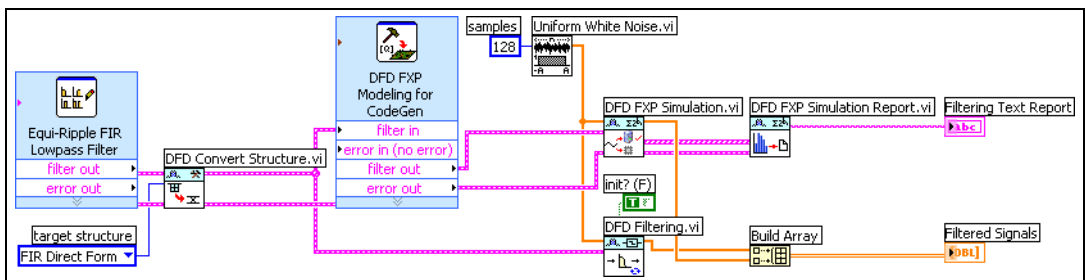 samples
Uniform White Noise.vi
128
-A A
[Q]
DFD FXP
Modeling for
CodeGen
filter in
error in (no error)
filter out
error out
Equi-Ripple FIR
Lowpass Filter
filter out
error out
DFD Convert Structure.vi
target structure
FIR Direct Form
DFD FXP Simulation.vi
DFD FXP Simulation Report.vi
Filtering Text Report
abc
init? (F)
T F
DFD Filtering.vi
Build Array
Filtered Signals
DBL